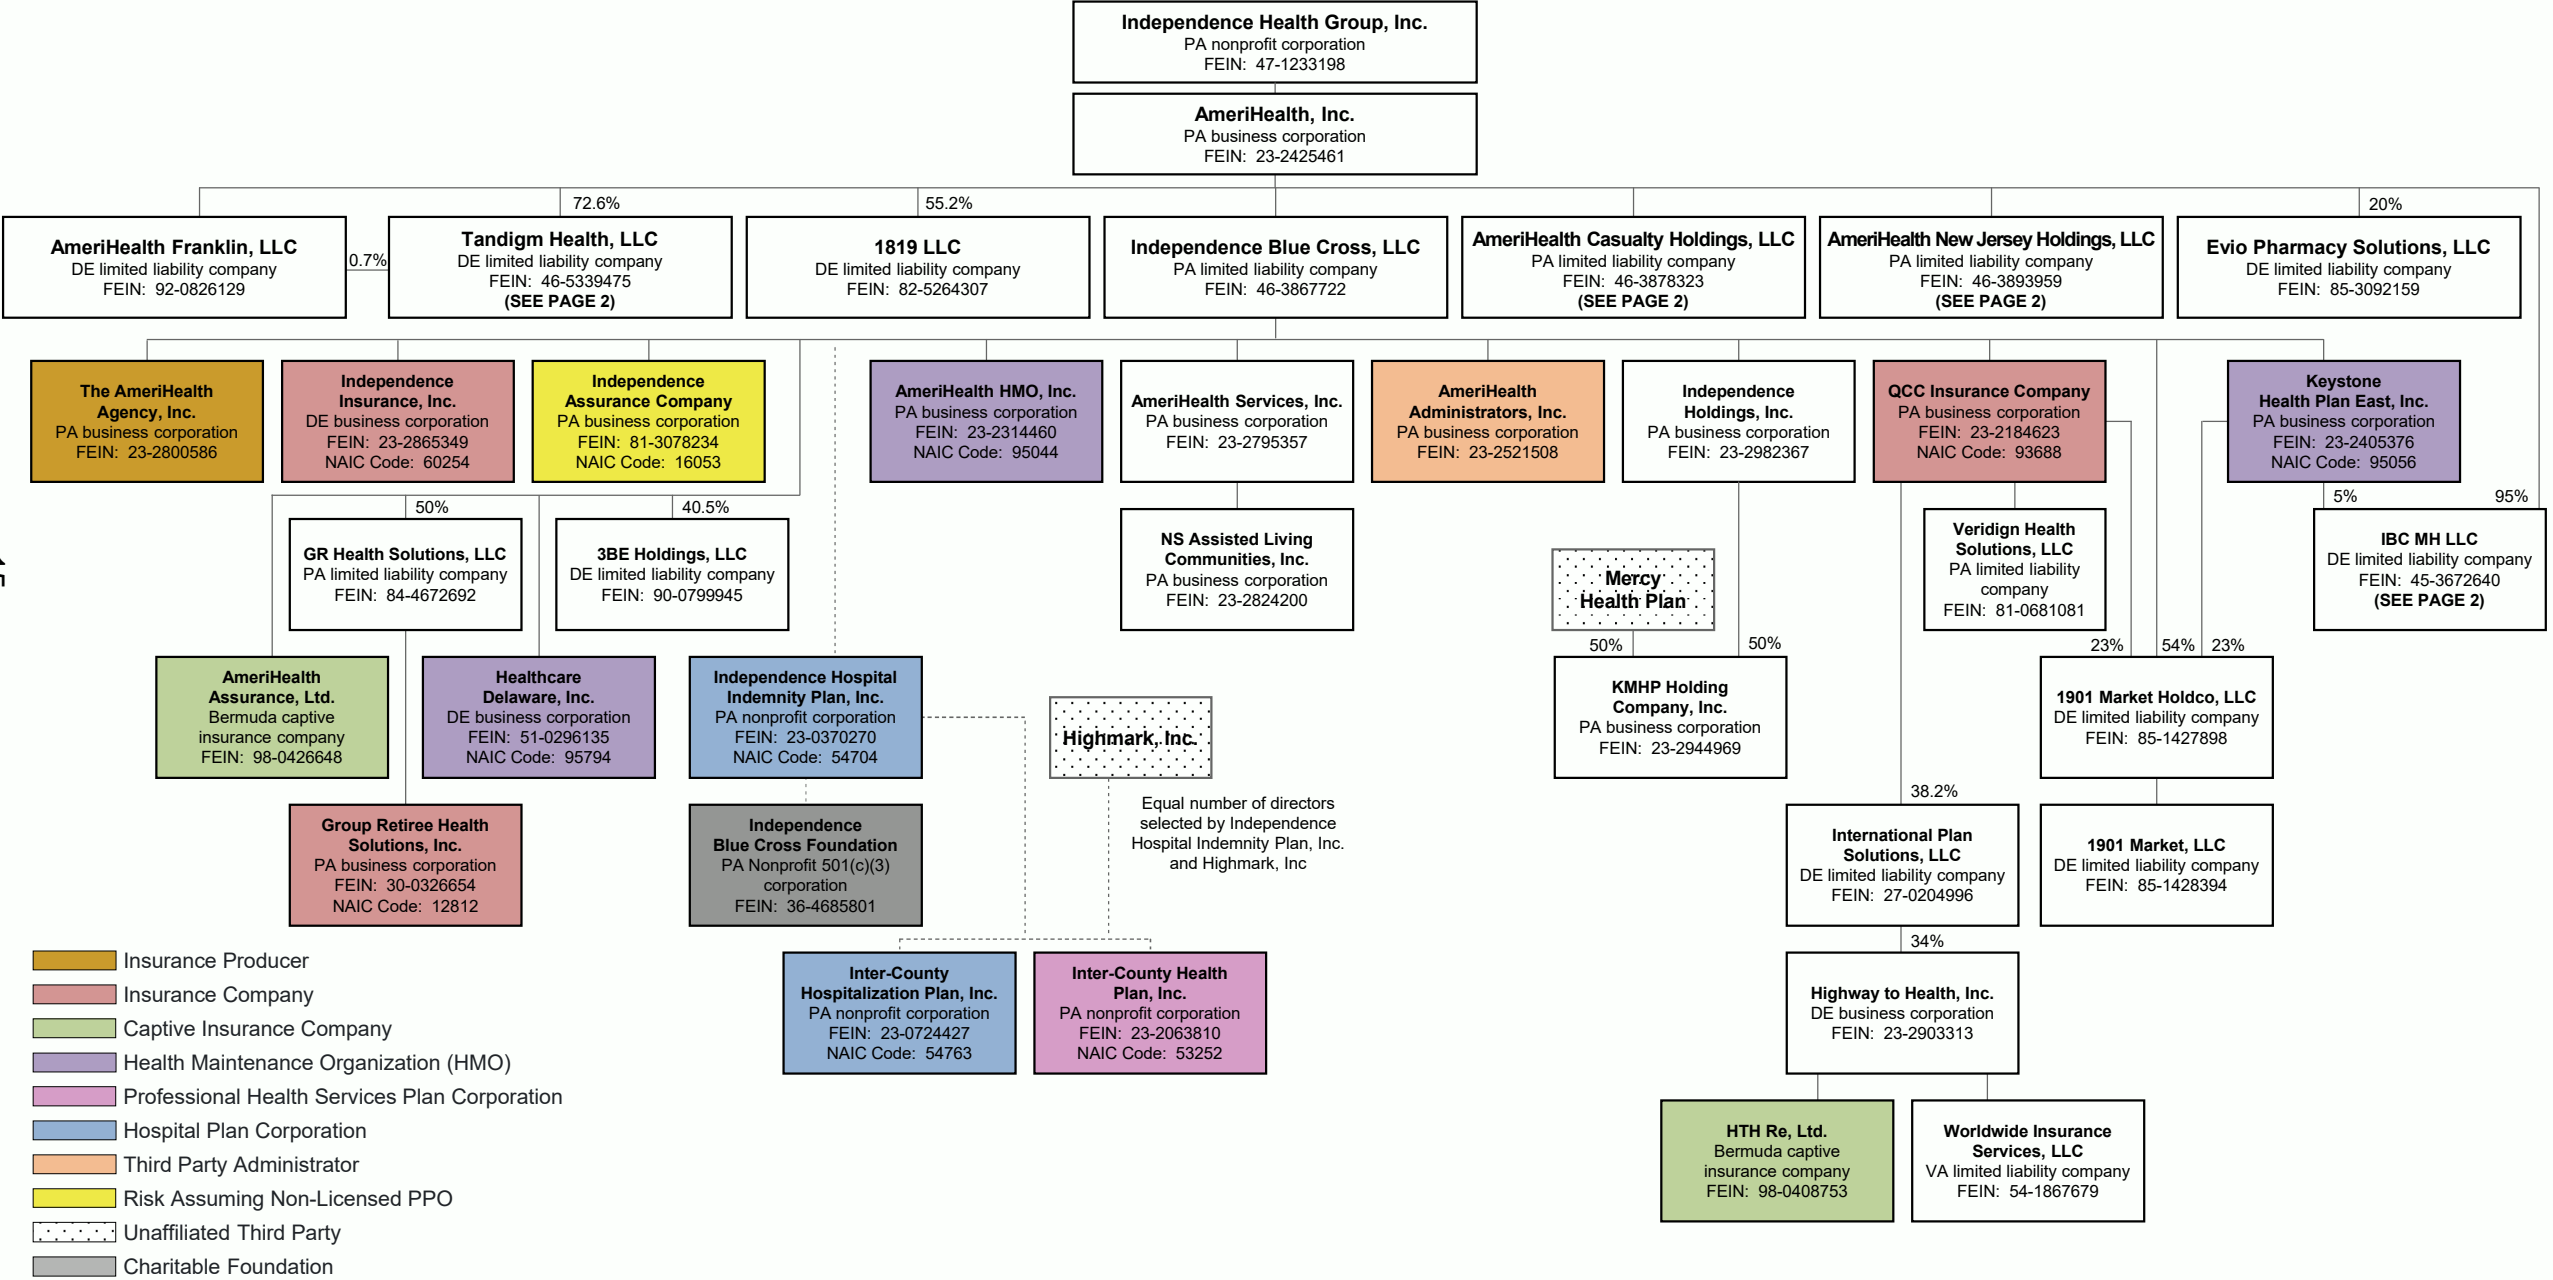 Independence Health Group, Inc.
PA nonprofit corporation
FEIN: 47-1233198
AmeriHealth, Inc.
PA business corporation
FEIN: 23-2425461
72.6%
55.2%
20%
AmeriHealth Franklin, LLC
DE limited liability company
FEIN: 92-0826129
0.7%
Tandigm Health, LLC
DE limited liability company
FEIN: 46-5339475
(SEE PAGE 2)
1819 LLC
DE limited liability company
FEIN: 82-5264307
Independence Blue Cross, LLC
PA limited liability company
FEIN: 46-3867722
AmeriHealth Casualty Holdings, LLC
PA limited liability company
FEIN: 46-3878323
(SEE PAGE 2)
AmeriHealth New Jersey Holdings, LLC
PA limited liability company
FEIN: 46-3893959
(SEE PAGE 2)
Evio Pharmacy Solutions, LLC
DE limited liability company
FEIN: 85-3092159
The AmeriHealth
Agency, Inc.
PA business corporation
FEIN: 23-2800586
Independence
Insurance, Inc.
DE business corporation
FEIN: 23-2865349
NAIC Code: 60254
Independence
Assurance Company
PA business corporation
FEIN: 81-3078234
NAIC Code: 16053
AmeriHealth HMO, Inc.
PA business corporation
FEIN: 23-2314460
NAIC Code: 95044
AmeriHealth Services, Inc.
PA business corporation
FEIN: 23-2795357
AmeriHealth
Administrators, Inc.
PA business corporation
FEIN: 23-2521508
Independence
Holdings, Inc.
PA business corporation
FEIN: 23-2982367
QCC Insurance Company
PA business corporation
FEIN: 23-2184623
NAIC Code: 93688
Keystone
Health Plan East, Inc.
PA business corporation
FEIN: 23-2405376
NAIC Code: 95056
50%
40.5%
5%
95%
GR Health Solutions, LLC
PA limited liability company
FEIN: 84-4672692
3BE Holdings, LLC
DE limited liability company
FEIN: 90-0799945
NS Assisted Living
Communities, Inc.
PA business corporation
FEIN: 23-2824200
Mercy
Health Plan
Veridign Health
Solutions, LLC
PA limited liability
company
FEIN: 81-0681081
IBC MH LLC
DE limited liability company
FEIN: 45-3672640
(SEE PAGE 2)
50%
50%
23%
54%
23%
AmeriHealth
Assurance, Ltd.
Bermuda captive
insurance company
FEIN: 98-0426648
Healthcare
Delaware, Inc.
DE business corporation
FEIN: 51-0296135
NAIC Code: 95794
Independence Hospital
Indemnity Plan, Inc.
PA nonprofit corporation
FEIN: 23-0370270
NAIC Code: 54704
Highmark, Inc.
KMHP Holding
Company, Inc.
PA business corporation
FEIN: 23-2944969
1901 Market Holdco, LLC
DE limited liability company
FEIN: 85-1427898
38.2%
Group Retiree Health
Solutions, Inc.
PA business corporation
FEIN: 30-0326654
NAIC Code: 12812
Independence
Blue Cross Foundation
PA Nonprofit 501(c)(3)
corporation
FEIN: 36-4685801
Equal number of directors
selected by Independence
Hospital Indemnity Plan, Inc.
and Highmark, Inc
International Plan
Solutions, LLC
DE limited liability company
FEIN: 27-0204996
1901 Market, LLC
DE limited liability company
FEIN: 85-1428394
34%
Inter-County
Hospitalization Plan, Inc.
PA nonprofit corporation
FEIN: 23-0724427
NAIC Code: 54763
Inter-County Health
Plan, Inc.
PA nonprofit corporation
FEIN: 23-2063810
NAIC Code: 53252
Highway to Health, Inc.
DE business corporation
FEIN: 23-2903313
HTH Re, Ltd.
Bermuda captive
insurance company
FEIN: 98-0408753
Worldwide Insurance
Services, LLC
VA limited liability company
FEIN: 54-1867679
Insurance Producer
Insurance Company
Captive Insurance Company
Health Maintenance Organization (HMO)
Professional Health Services Plan Corporation
Hospital Plan Corporation
Third Party Administrator
Risk Assuming Non-Licensed PPO
Unaffiliated Third Party
Charitable Foundation